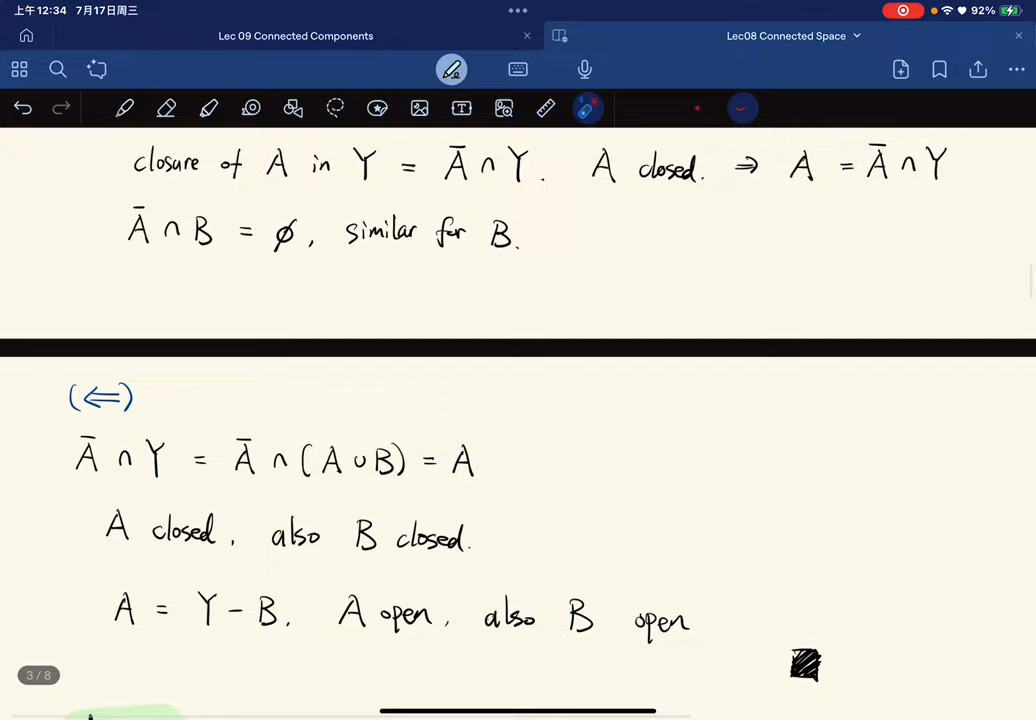 上午12:34 7月17日周三
92%
Lec 09 Connected Components
Lec08 Connected Space
closure of A in Y = Ā ∩ Y. A closed. ⇒ A = Ā ∩ Y
Ā ∩ B = ϕ, similar for B.
(⇐)
Ā ∩ Y = Ā ∩ (A ∪ B) = A
A closed, also B closed.
A = Y - B. A open, also B open
3 / 8